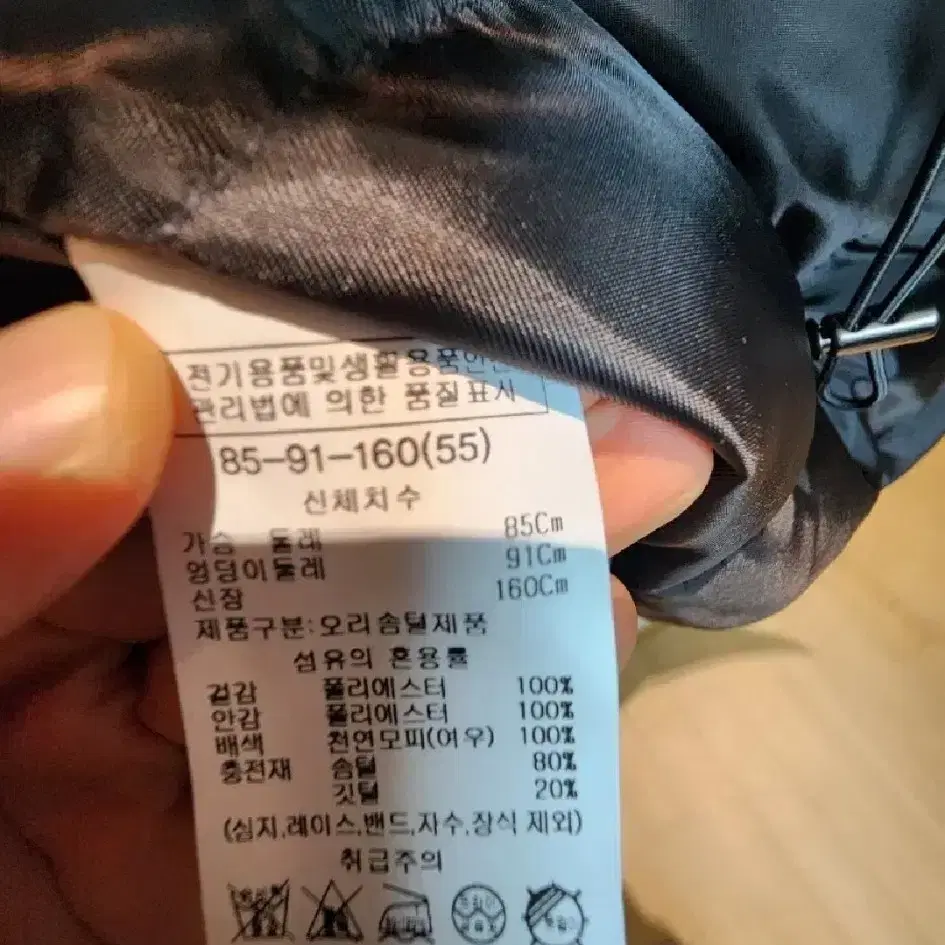 전기용품및생활용품안전
관리법에 의한 품질표시
85-91-160(55)
신체치수
가슴 둘레 85Cm
엉덩이둘레 91Cm
신장 160Cm
제품구분:오리솜털제품
섬유의 혼용률
겉감 폴리에스터 100%
안감 폴리에스터 100%
배색 천연모피(여우) 100%
충전재 솜털 80%
깃털 20%
(심지,레이스,밴드,자수,장식 제외)
취급주의